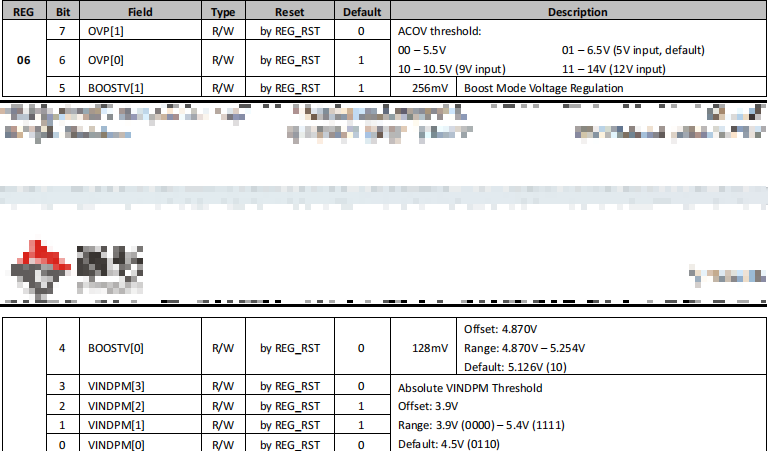 REG Bit Field Type Reset Default Description
06
7 OVP[1] R/W by REG_RST 0
6 OVP[0] R/W by REG_RST 1
ACOV threshold:
00 – 5.5V 01 – 6.5V (5V input, default)
10 – 10.5V (9V input) 11 – 14V (12V input)
5 BOOSTV[1] R/W by REG_RST 1 256mV Boost Mode Voltage Regulation
4 BOOSTV[0] R/W by REG_RST 0 128mV
Offset: 4.870V
Range: 4.870V – 5.254V
Default: 5.126V (10)
3 VINDPM[3] R/W by REG_RST 0
2 VINDPM[2] R/W by REG_RST 1
1 VINDPM[1] R/W by REG_RST 1
0 VINDPM[0] R/W by REG_RST 0
Absolute VINDPM Threshold
Offset: 3.9V
Range: 3.9V (0000) – 5.4V (1111)
Default: 4.5V (0110)